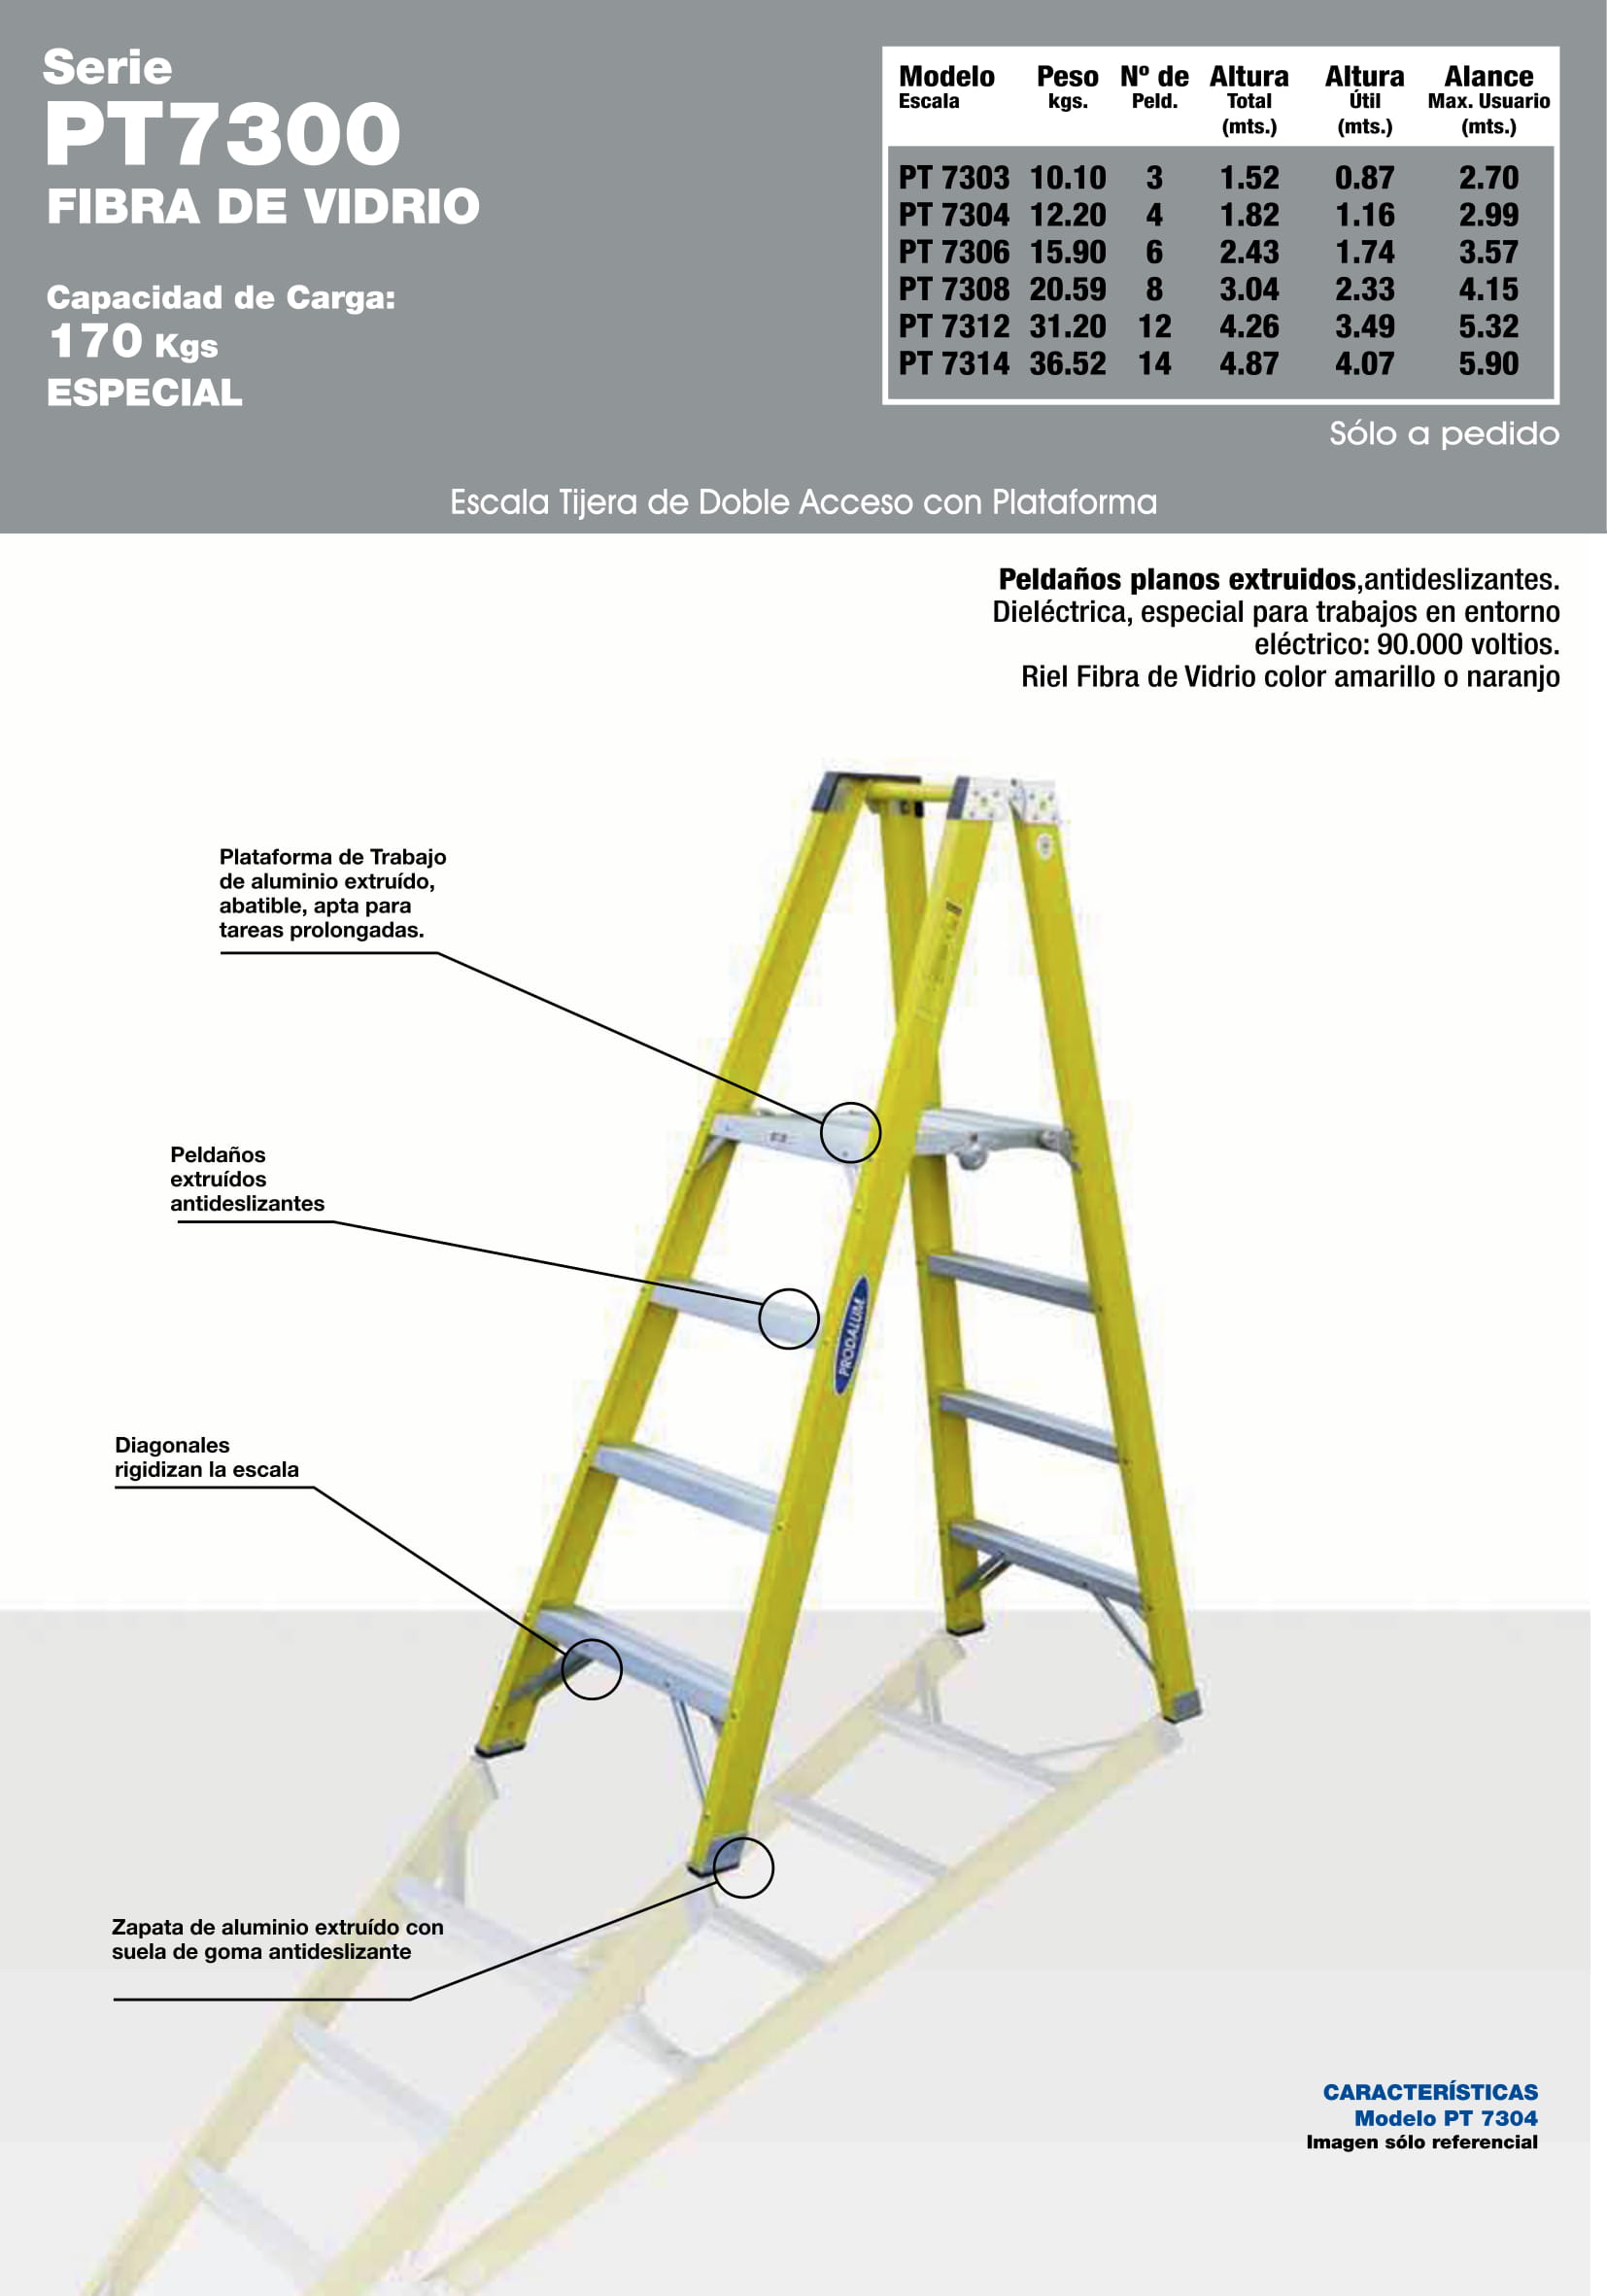 Serie
PT7300
FIBRA DE VIDRIO
Capacidad de Carga:
170 Kgs
ESPECIAL
Modelo Peso Nº de Altura Altura Alance
Escala kgs. Peld. Total Útil Max. Usuario
(mts.) (mts.) (mts.)
PT 7303 10.10 3 1.52 0.87 2.70
PT 7304 12.20 4 1.82 1.16 2.99
PT 7306 15.90 6 2.43 1.74 3.57
PT 7308 20.59 8 3.04 2.33 4.15
PT 7312 31.20 12 4.26 3.49 5.32
PT 7314 36.52 14 4.87 4.07 5.90
Sólo a pedido
Escala Tijera de Doble Acceso con Plataforma
Peldaños planos extruidos,antideslizantes.
Dieléctrica, especial para trabajos en entorno
eléctrico: 90.000 voltios.
Riel Fibra de Vidrio color amarillo o naranjo
Plataforma de Trabajo
de aluminio extruído,
abatible, apta para
tareas prolongadas.
Peldaños
extruídos
antideslizantes
PRODALUM
Diagonales
rigidizan la escala
Zapata de aluminio extruído con
suela de goma antideslizante
CARACTERÍSTICAS
Modelo PT 7304
Imagen sólo referencial